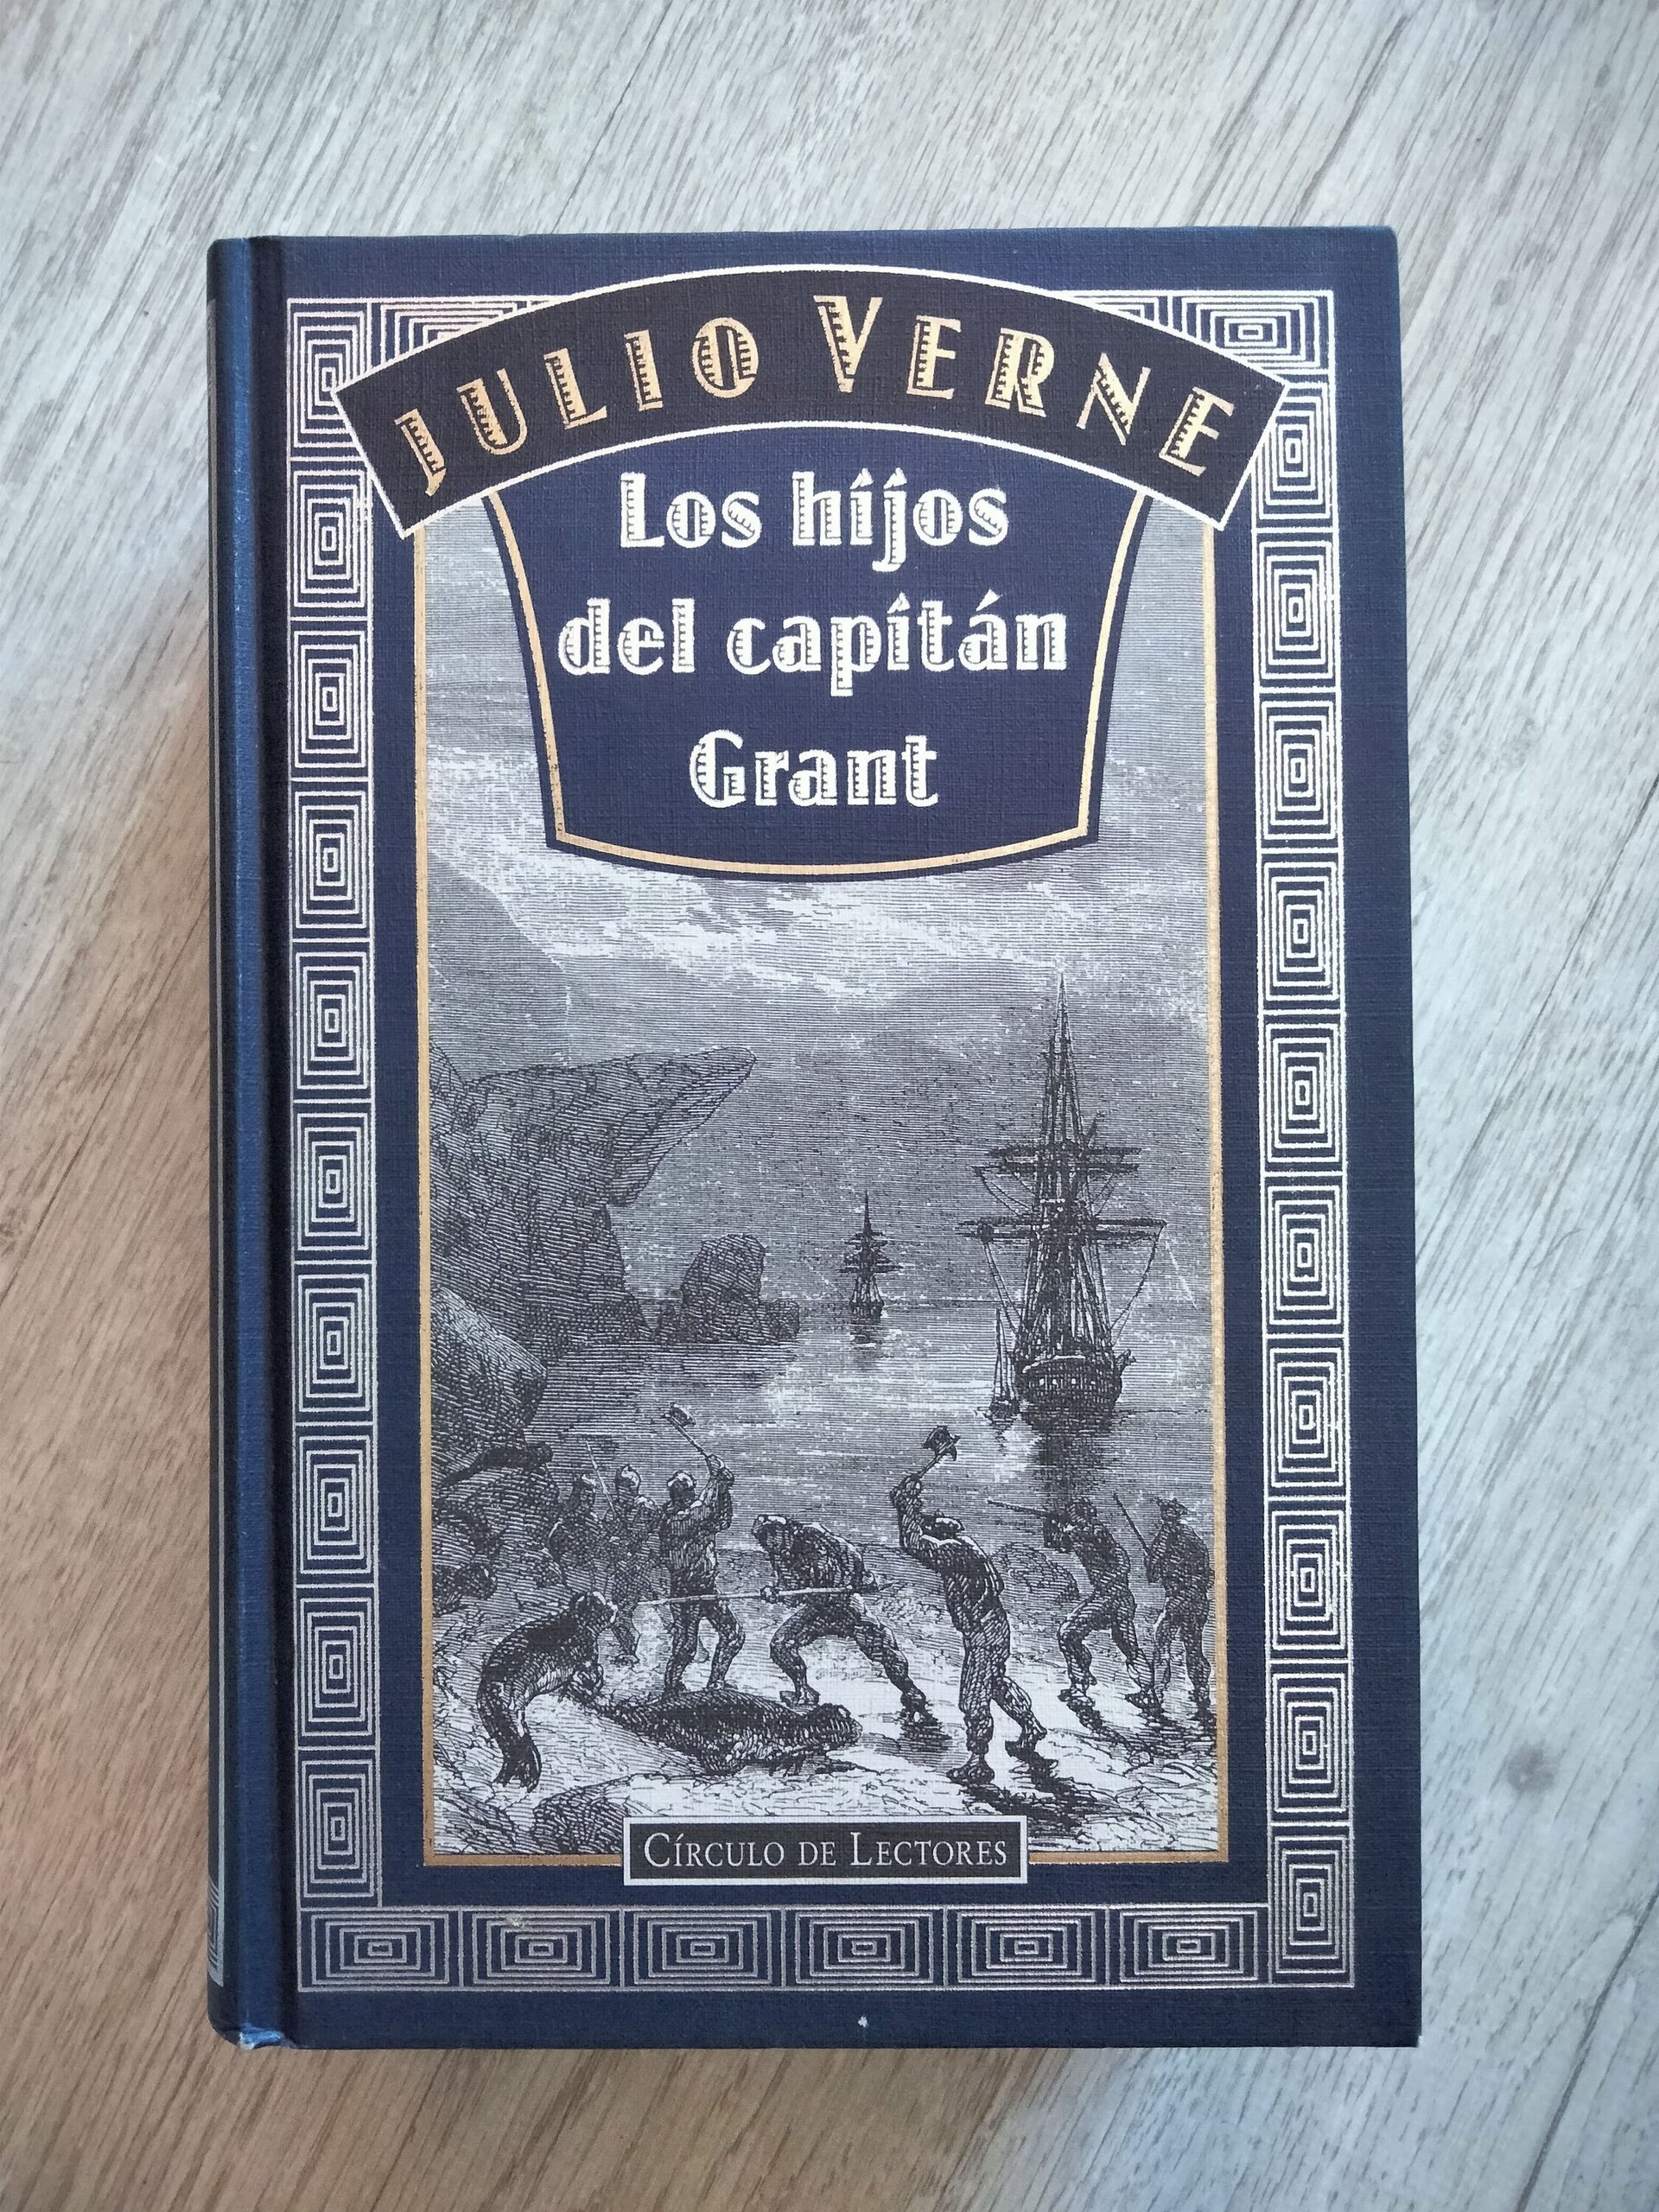 JULIO VERNE
Los hijos
del capitán
Grant
CÍRCULO DE LECTORES